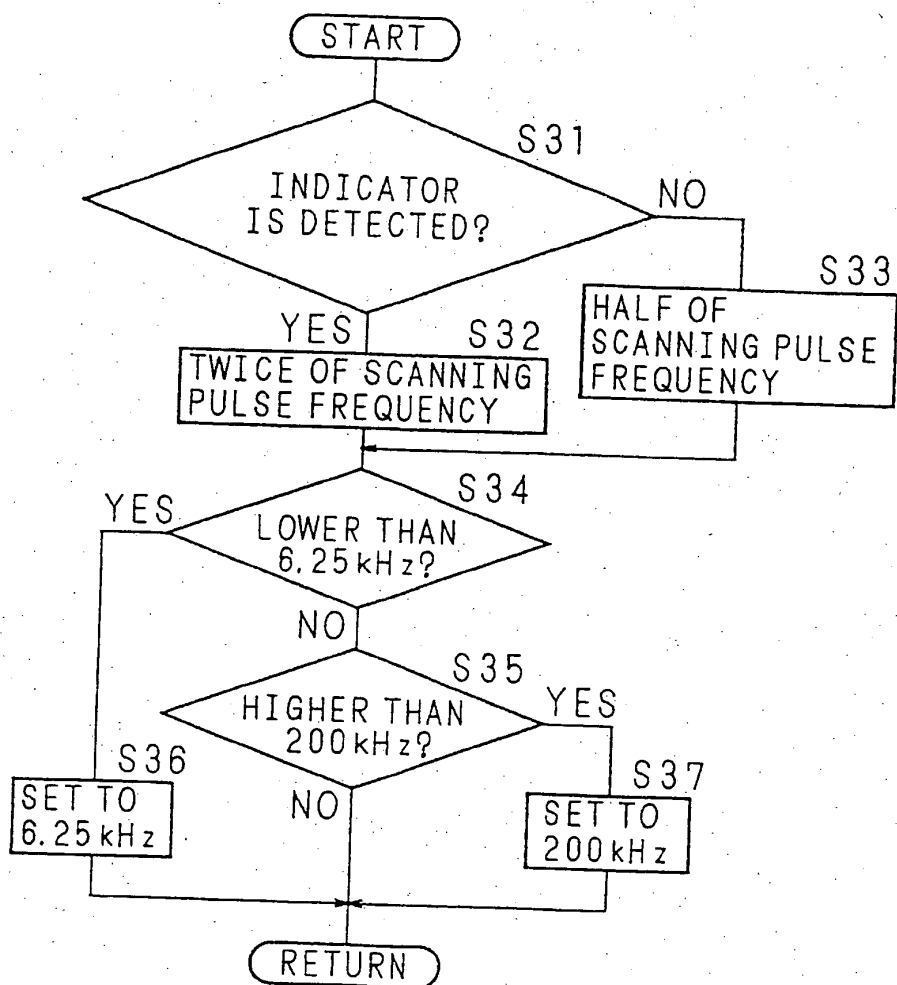 START
S31
INDICATOR
IS DETECTED?
NO
S33
HALF OF
SCANNING PULSE
FREQUENCY
YES
S32
TWICE OF SCANNING
PULSE FREQUENCY
S34
YES
LOWER THAN
6.25kHz?
NO
S35
HIGHER THAN
200kHz?
YES
S36
SET TO
6.25kHz
NO
S37
SET TO
200kHz
RETURN